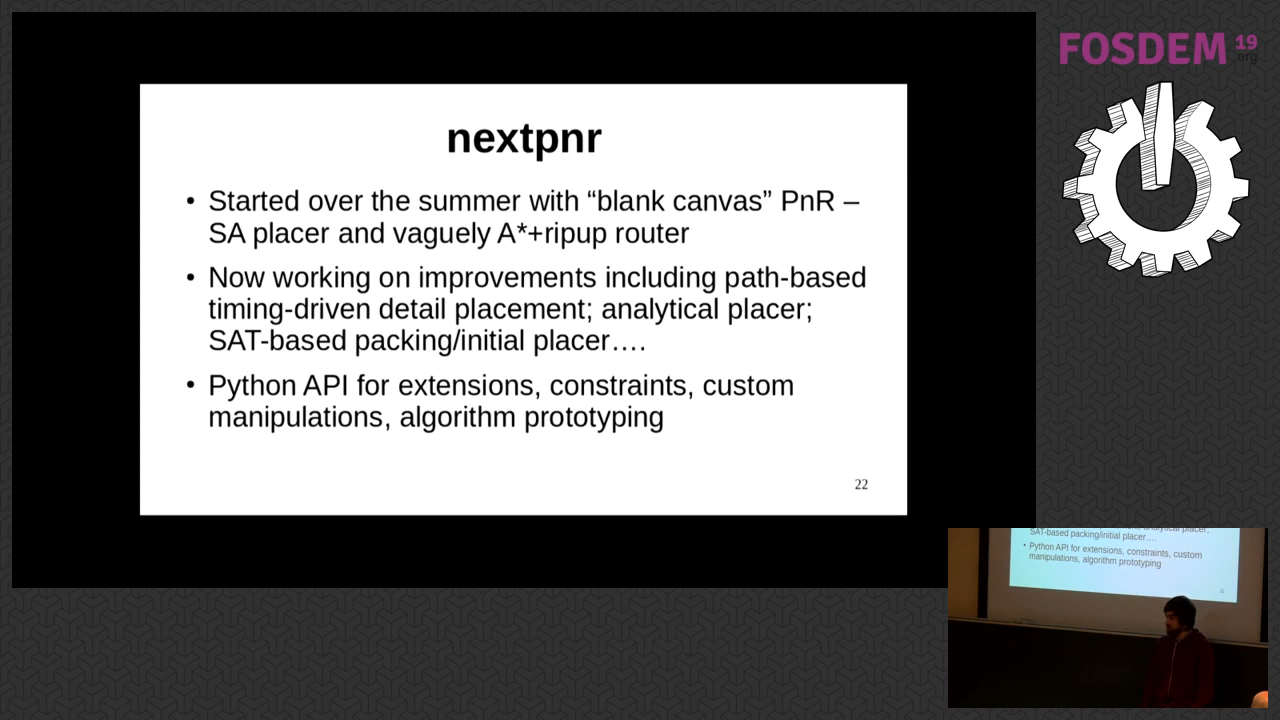 FOSDEM 19
.org
nextpnr
• Started over the summer with “blank canvas” PnR –
SA placer and vaguely A*+ripup router
• Now working on improvements including path-based
timing-driven detail placement; analytical placer;
SAT-based packing/initial placer….
• Python API for extensions, constraints, custom
manipulations, algorithm prototyping
22
SAT-based packing/initial placer….
• Python API for extensions, constraints, custom
manipulations, algorithm prototyping